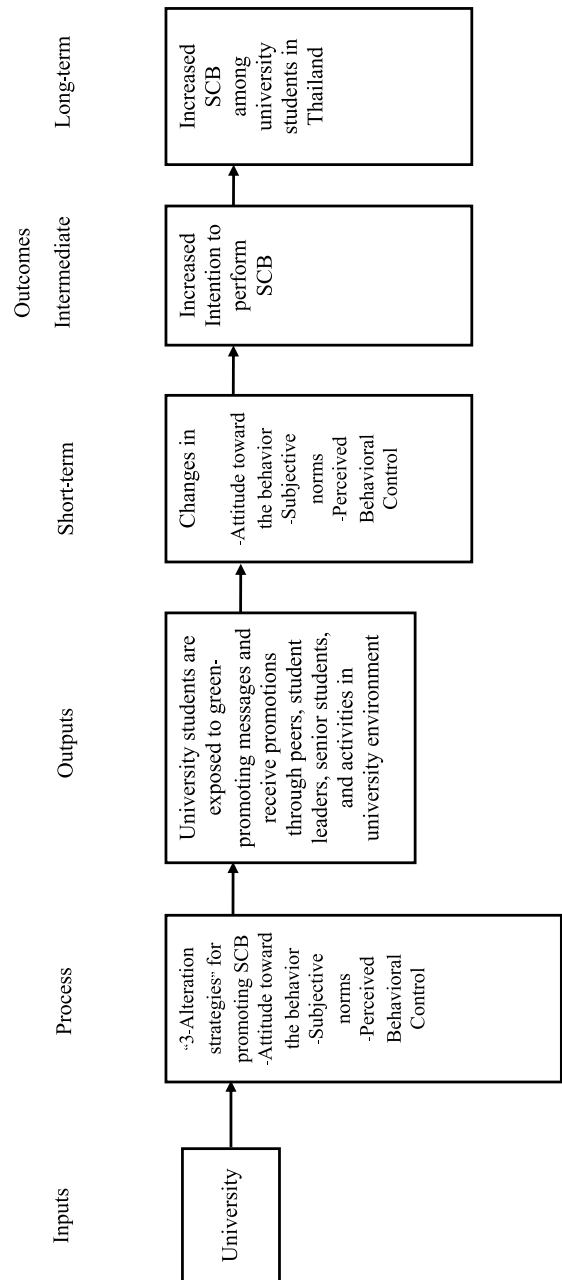 Outcomes
Inputs
Process
Outputs
Short-term
Intermediate
Long-term
University
“3-Alteration
strategies” for
promoting SCB
-Attitude toward
the behavior
-Subjective
norms
-Perceived
Behavioral
Control
University students are
exposed to green-
promoting messages and
receive promotions
through peers, student
leaders, senior students,
and activities in
university environment
Changes in
-Attitude toward
the behavior
-Subjective
norms
-Perceived
Behavioral
Control
Increased
Intention to
perform
SCB
Increased
SCB
among
university
students in
Thailand